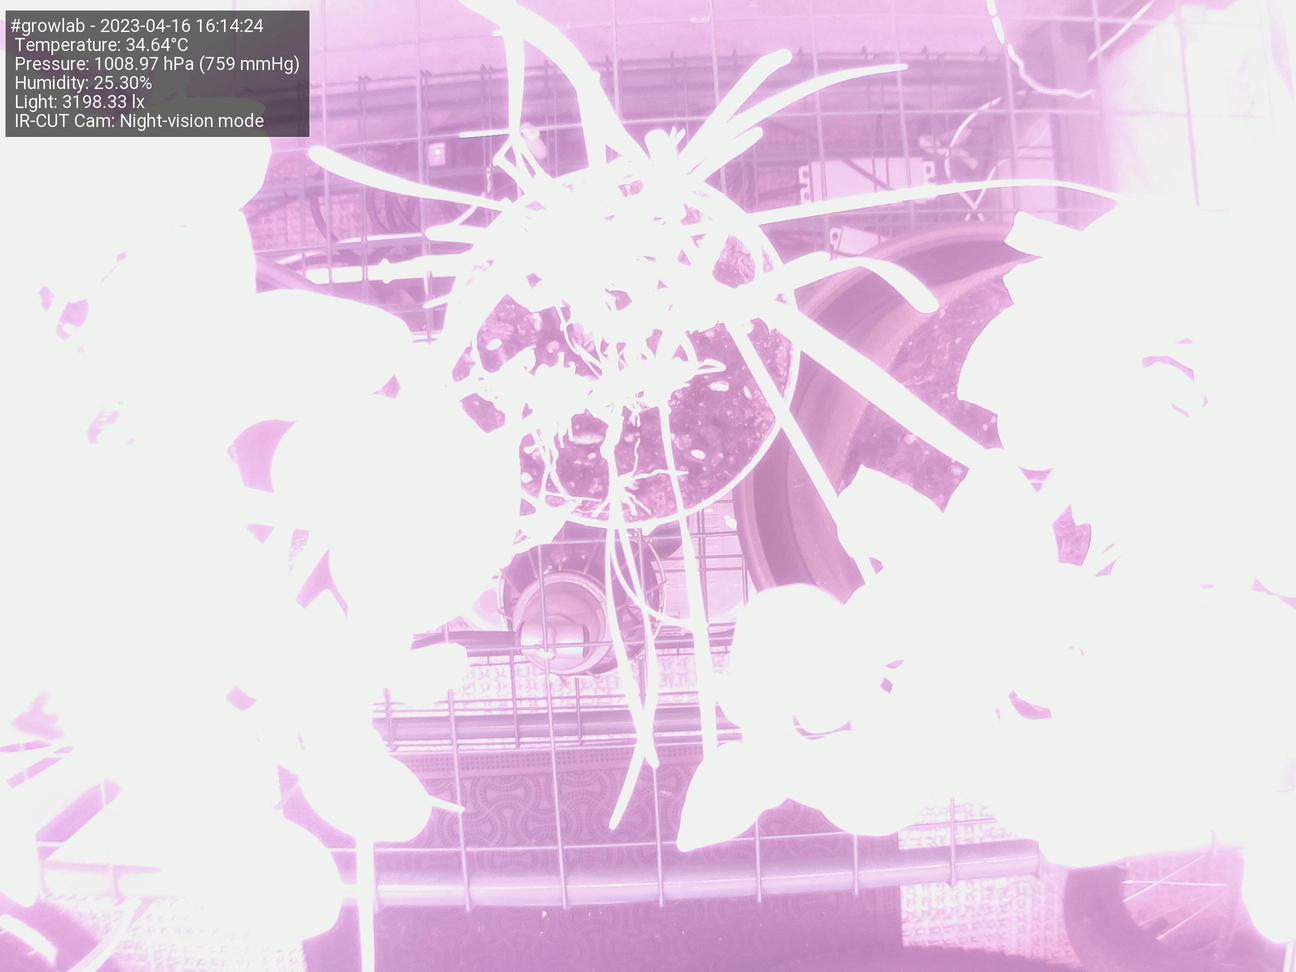 #growlab - 2023-04-16 16:14:24
Temperature: 34.64°C
Pressure: 1008.97 hPa (759 mmHg)
Humidity: 25.30%
Light: 3198.33 lx
IR-CUT Cam: Night-vision mode